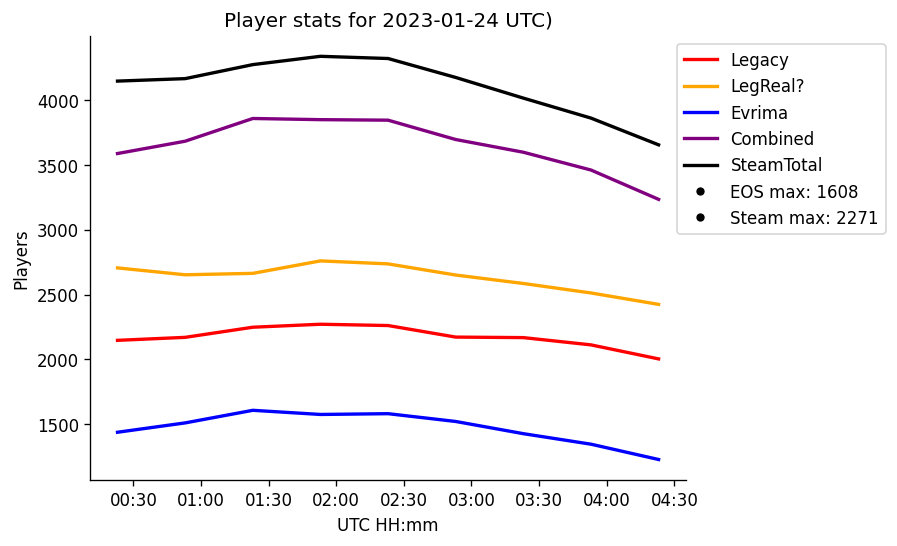 Player stats for 2023-01-24 UTC)
Legacy
LegReal?
Evrima
Combined
SteamTotal
EOS max: 1608
Steam max: 2271
Players
4000
3500
3000
2500
2000
1500
00:30 01:00 01:30 02:00 02:30 03:00 03:30 04:00 04:30
UTC HH:mm